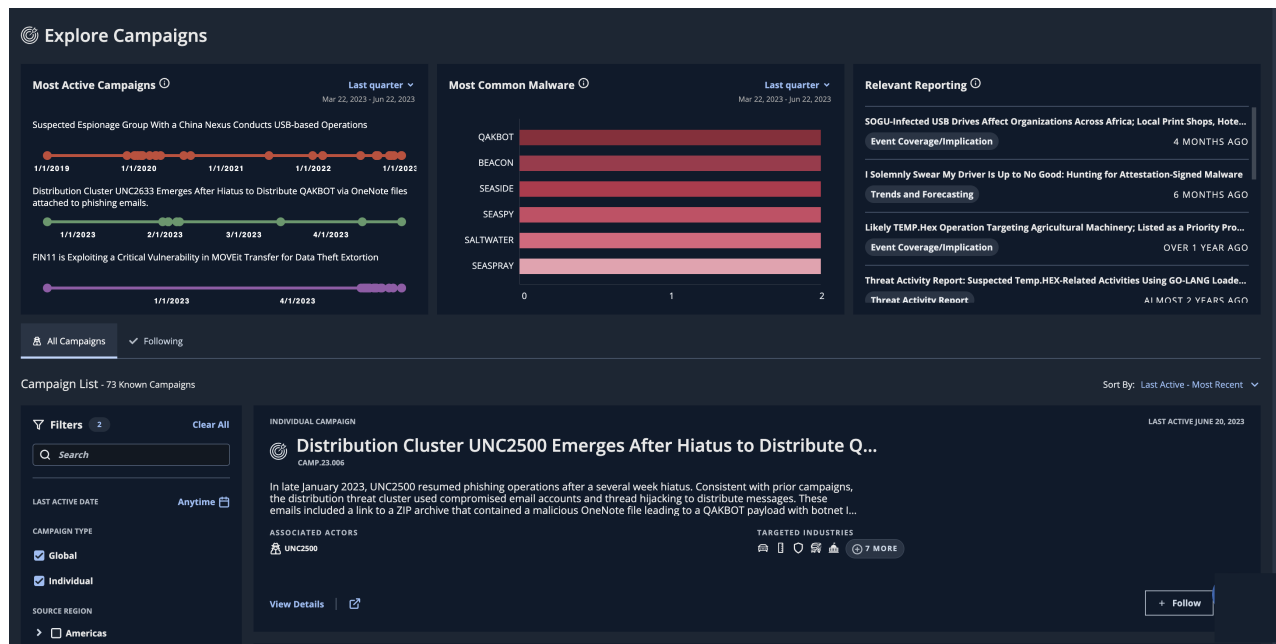 Explore Campaigns
Most Active Campaigns
Last quarter
Mar 22, 2023 - Jun 22, 2023
Suspected Espionage Group With a China Nexus Conducts USB-based Operations
1/1/2019 1/1/2020 1/1/2021 1/1/2022 1/1/202
Distribution Cluster UNC2633 Emerges After Hiatus to Distribute QAKBOT via OneNote files
attached to phishing emails.
1/1/2023 2/1/2023 3/1/2023 4/1/2023
FIN11 is Exploiting a Critical Vulnerability in MOVEit Transfer for Data Theft Extortion
1/1/2023 4/1/2023
Most Common Malware
Last quarter
Mar 22, 2023 - Jun 22, 2023
QAKBOT
BEACON
SEASIDE
SEASPY
SALTWATER
SEASPRAY
0 1 2
Relevant Reporting
SOGU-Infected USB Drives Affect Organizations Across Africa; Local Print Shops, Hote...
Event Coverage/Implication 4 MONTHS AGO
I Solemnly Swear My Driver Is Up to No Good: Hunting for Attestation-Signed Malware
Trends and Forecasting 6 MONTHS AGO
Likely TEMP.Hex Operation Targeting Agricultural Machinery; Listed as a Priority Pro...
Event Coverage/Implication OVER 1 YEAR AGO
Threat Activity Report: Suspected Temp.HEX-Related Activities Using GO-LANG Loade...
Threat Activity Report ALMOST 2 YEARS AGO
All Campaigns Following
Campaign List - 73 Known Campaigns
Sort By: Last Active - Most Recent
Filters 2 Clear All
Search
LAST ACTIVE DATE Anytime
CAMPAIGN TYPE
Global
Individual
SOURCE REGION
Americas
INDIVIDUAL CAMPAIGN
LAST ACTIVE JUNE 20, 2023
Distribution Cluster UNC2500 Emerges After Hiatus to Distribute Q...
CAMP.23.006
In late January 2023, UNC2500 resumed phishing operations after a several week hiatus. Consistent with prior campaigns,
the distribution threat cluster used compromised email accounts and thread hijacking to distribute messages. These
emails included a link to a ZIP archive that contained a malicious OneNote file leading to a QAKBOT payload with botnet I...
ASSOCIATED ACTORS
UNC2500
TARGETED INDUSTRIES
7 MORE
View Details
+ Follow